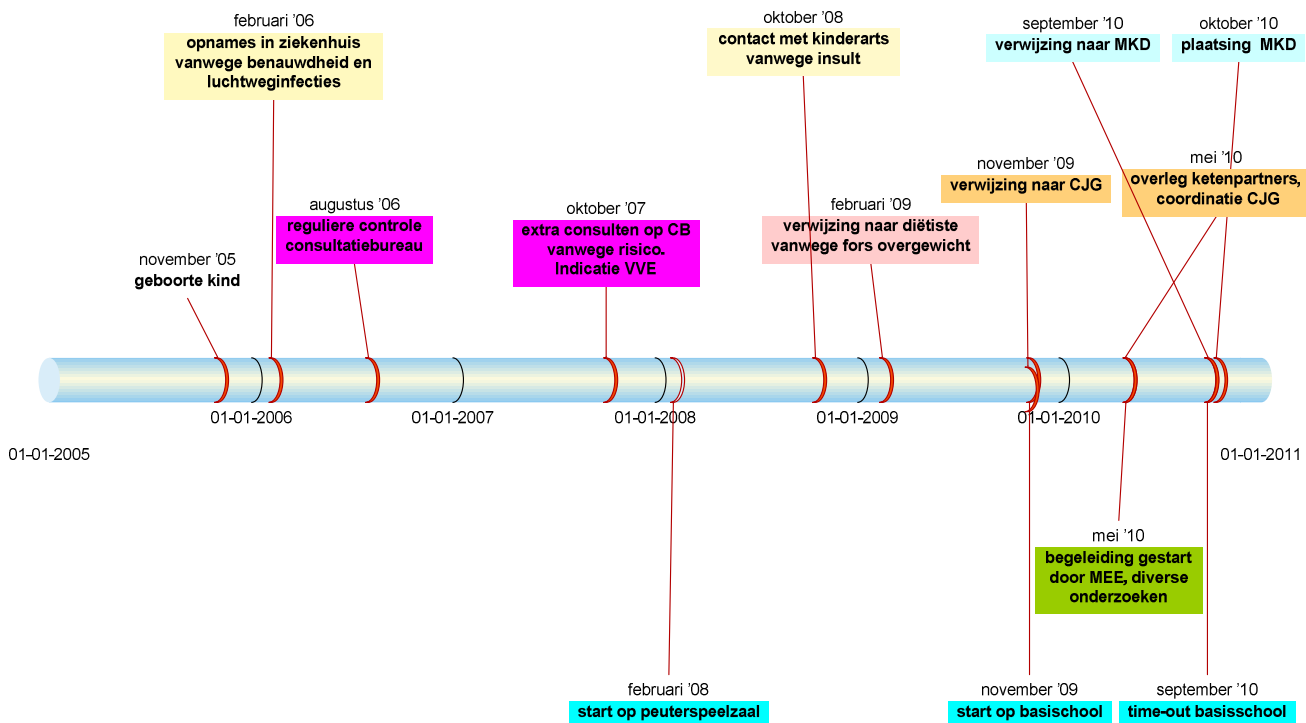 februari '06
opnames in ziekenhuis
vanwege benauwdheid en
luchtweginfecties
oktober '08
contact met kinderarts
vanwege insult
september '10
verwijzing naar MKD
oktober '10
plaatsing MKD
november '09
verwijzing naar CJG
mei '10
overleg ketenpartners,
coordinatie CJG
augustus '06
reguliere controle
consultatiebureau
oktober '07
extra consulten op CB
vanwege risico.
Indicatie VVE
februari '09
verwijzing naar diëtiste
vanwege fors overgewicht
november '05
geboorte kind
01-01-2006
01-01-2007
01-01-2008
01-01-2009
01-01-2010
01-01-2005
01-01-2011
mei '10
begeleiding gestart
door MEE, diverse
onderzoeken
februari '08
start op peuterspeelzaal
november '09
start op basischool
september '10
time-out basisschool